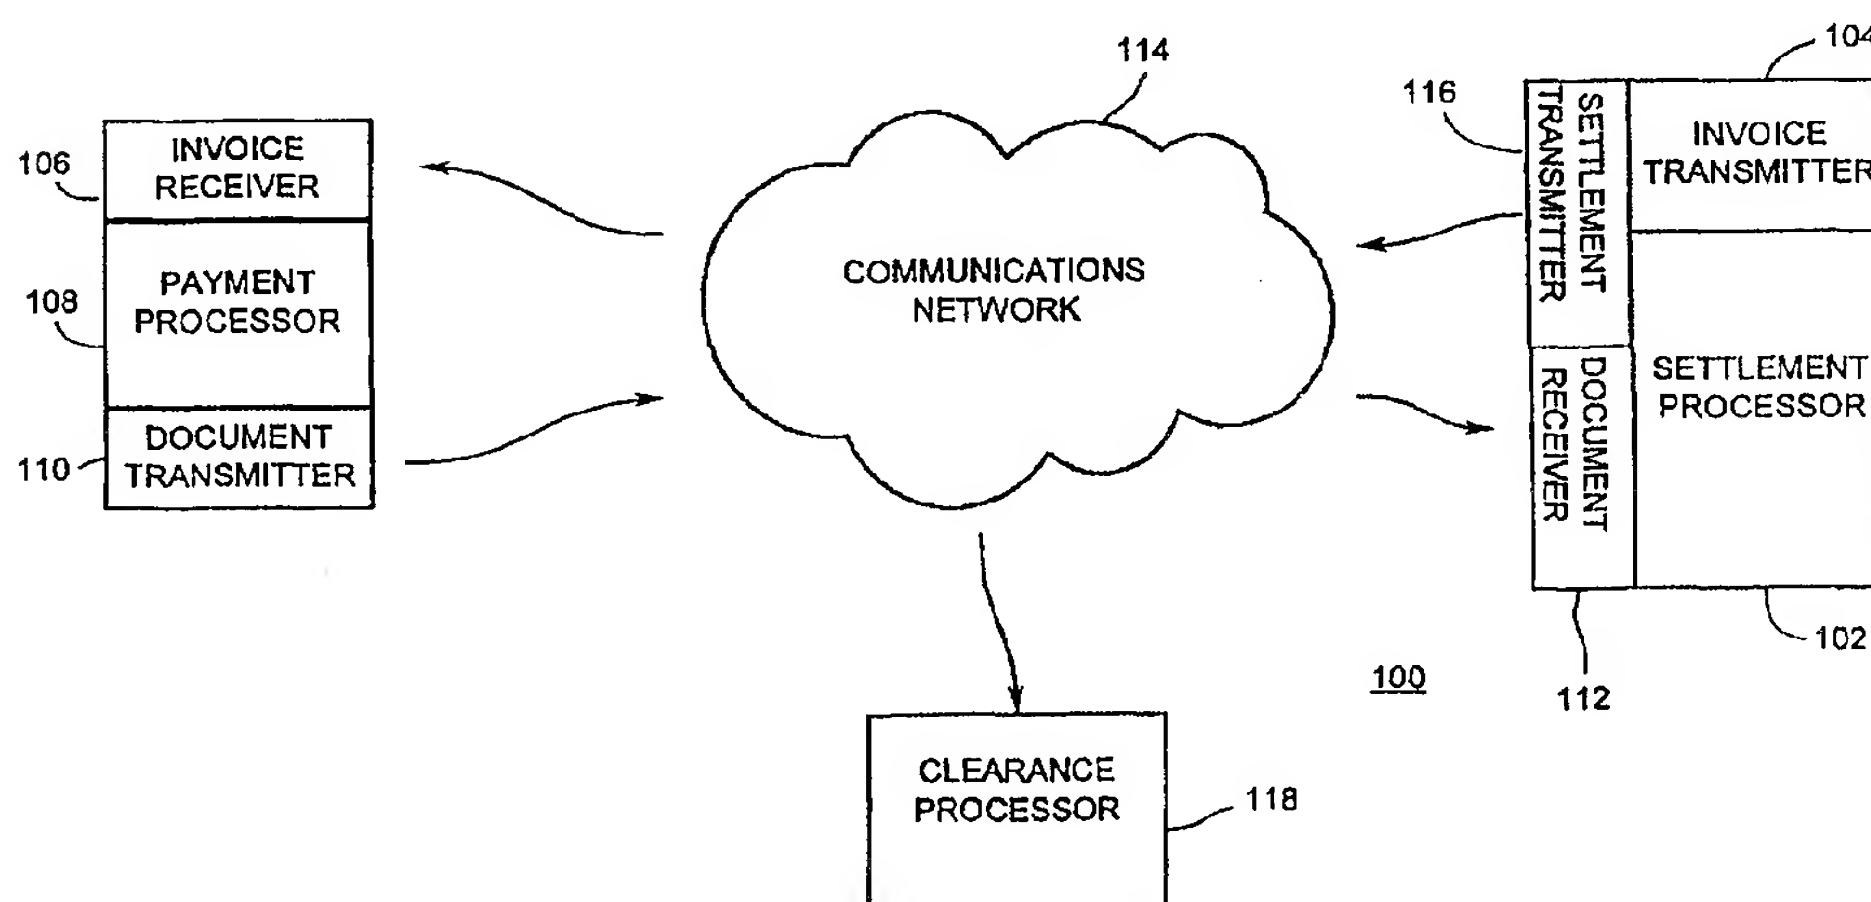 114
104
116
SETTLEMENT
TRANSMITTER
INVOICE
TRANSMITTER
106
INVOICE
RECEIVER
108
PAYMENT
PROCESSOR
COMMUNICATIONS
NETWORK
DOCUMENT
RECEIVER
SETTLEMENT
PROCESSOR
110
DOCUMENT
TRANSMITTER
102
100
112
CLEARANCE
PROCESSOR
118